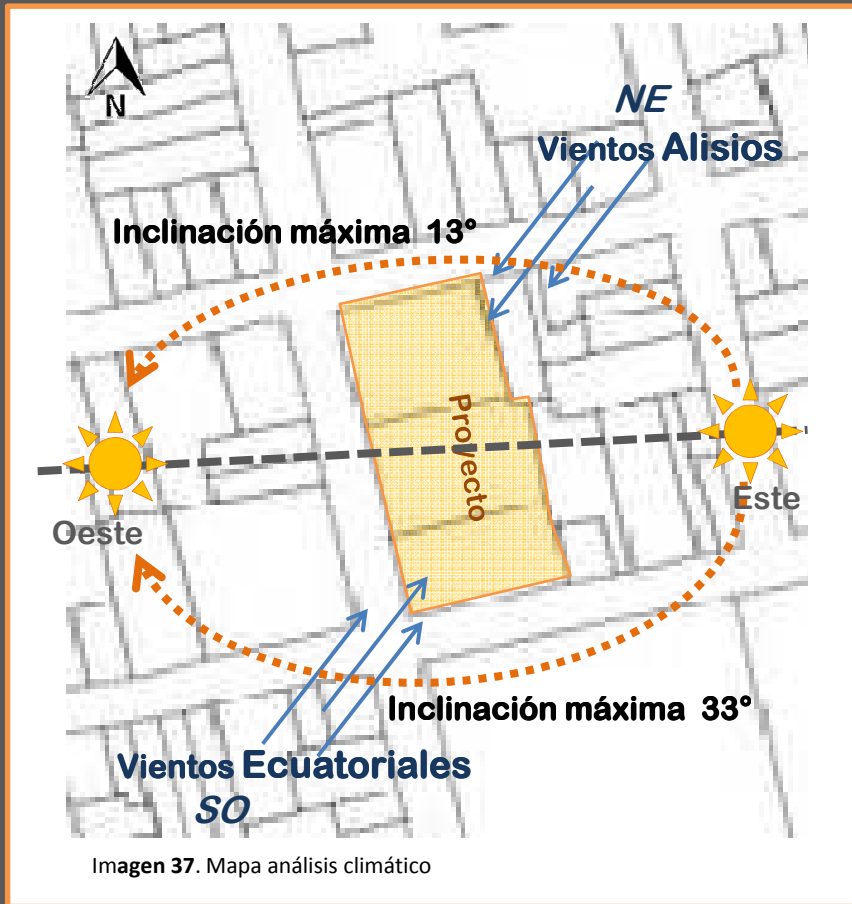 N
NE
Vientos Alisios
Inclinación máxima 13°
Proyecto
Oeste
Este
Inclinación máxima 33°
Vientos Ecuatoriales
SO
Imagen 37. Mapa análisis climático